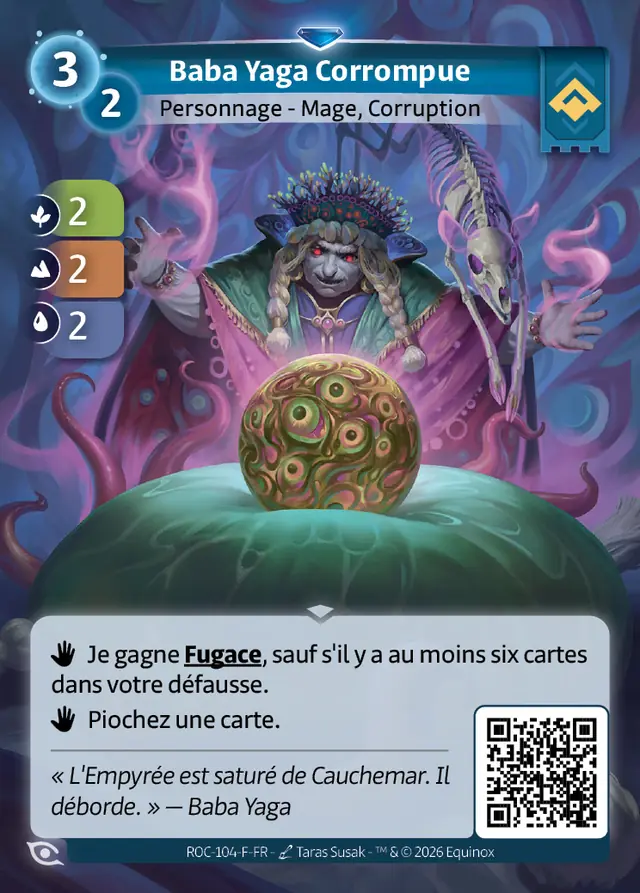 3
2
Baba Yaga Corrompue
Personnage - Mage, Corruption
2
2
2
Je gagne Fugace, sauf s'il y a au moins six cartes
dans votre défausse.
Piochez une carte.
« L'Empyrée est saturé de Cauchemar. Il
déborde. » — Baba Yaga
ROC-104-F-FR - Taras Susak - ™ & © 2026 Equinox